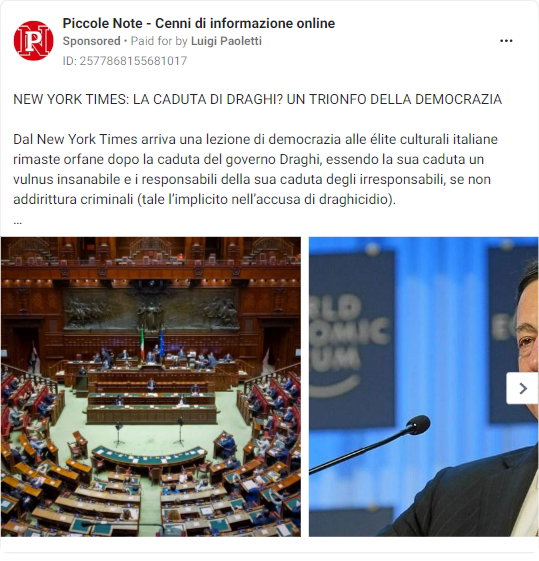 Piccole Note - Cenni di informazione online
Sponsored • Paid for by Luigi Paoletti
ID: 2577868155681017
NEW YORK TIMES: LA CADUTA DI DRAGHI? UN TRIONFO DELLA DEMOCRAZIA
Dal New York Times arriva una lezione di democrazia alle élite culturali italiane
rimaste orfane dopo la caduta del governo Draghi, essendo la sua caduta un
vulnus insanabile e i responsabili della sua caduta degli irresponsabili, se non
addirittura criminali (tale l’implicito nell’accusa di draghicidio).
...
RLD
NOMIC
UM